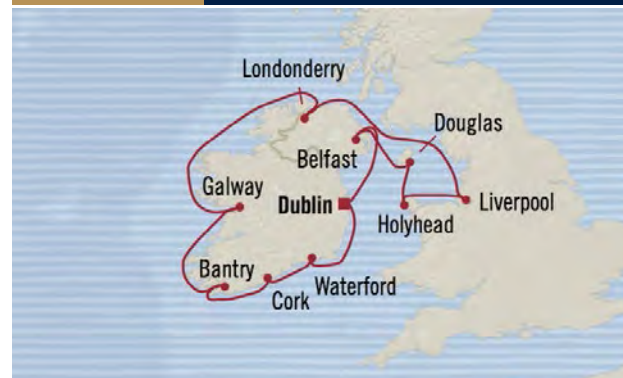 Londonderry
Douglas
Belfast
Galway
Dublin
Liverpool
Holyhead
Bantry
Waterford
Cork